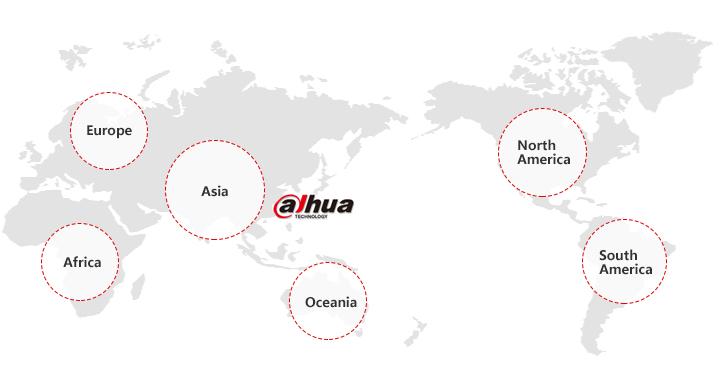 Europe
Asia
alhua
TECHNOLOGY
North
America
Africa
Oceania
South
America